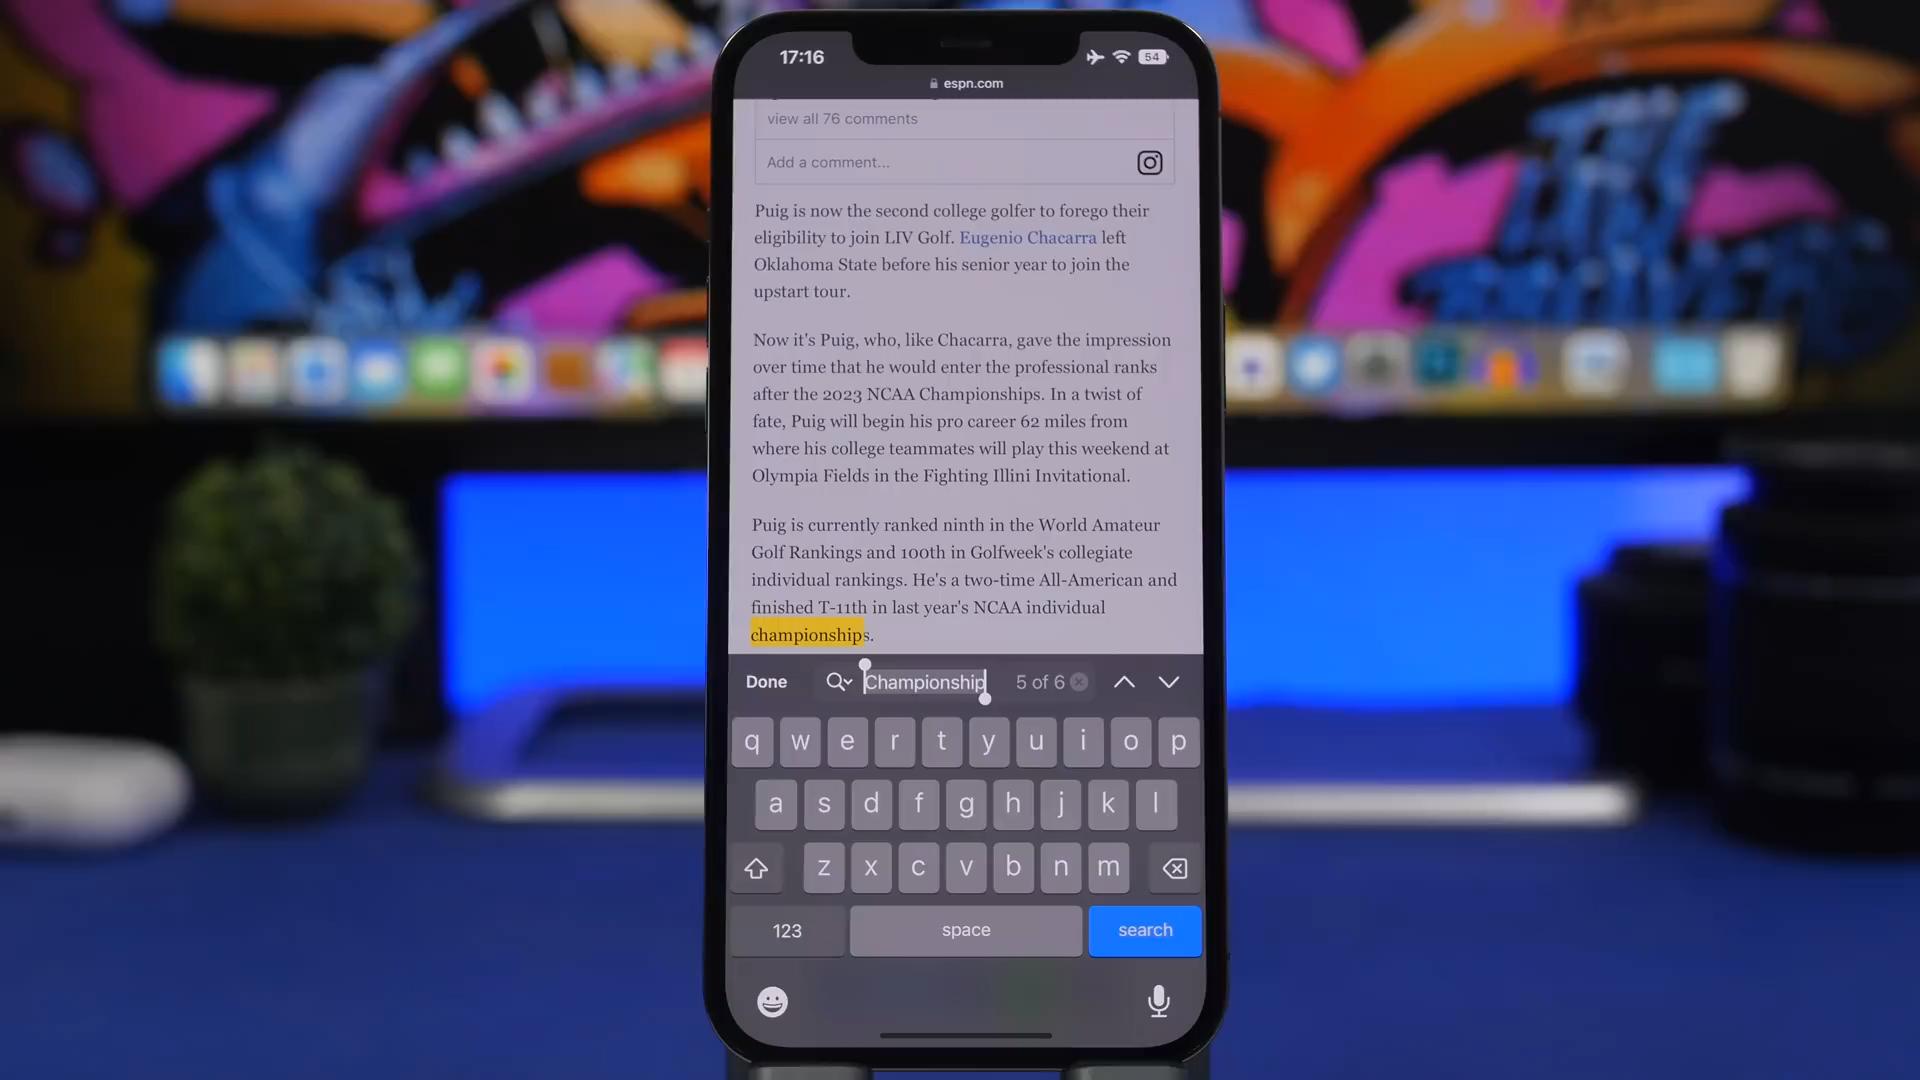 17:16
54
espn.com
view all 76 comments
Add a comment...
Puig is now the second college golfer to forego their
eligibility to join LIV Golf. Eugenio Chacarra left
Oklahoma State before his senior year to join the
upstart tour.
Now it's Puig, who, like Chacarra, gave the impression
over time that he would enter the professional ranks
after the 2023 NCAA Championships. In a twist of
fate, Puig will begin his pro career 62 miles from
where his college teammates will play this weekend at
Olympia Fields in the Fighting Illini Invitational.
Puig is currently ranked ninth in the World Amateur
Golf Rankings and 100th in Golfweek's collegiate
individual rankings. He's a two-time All-American and
finished T-11th in last year's NCAA individual
championships.
Done Championship 5 of 6
q w e r t y u i o p
a s d f g h j k l
z x c v b n m
123 space search